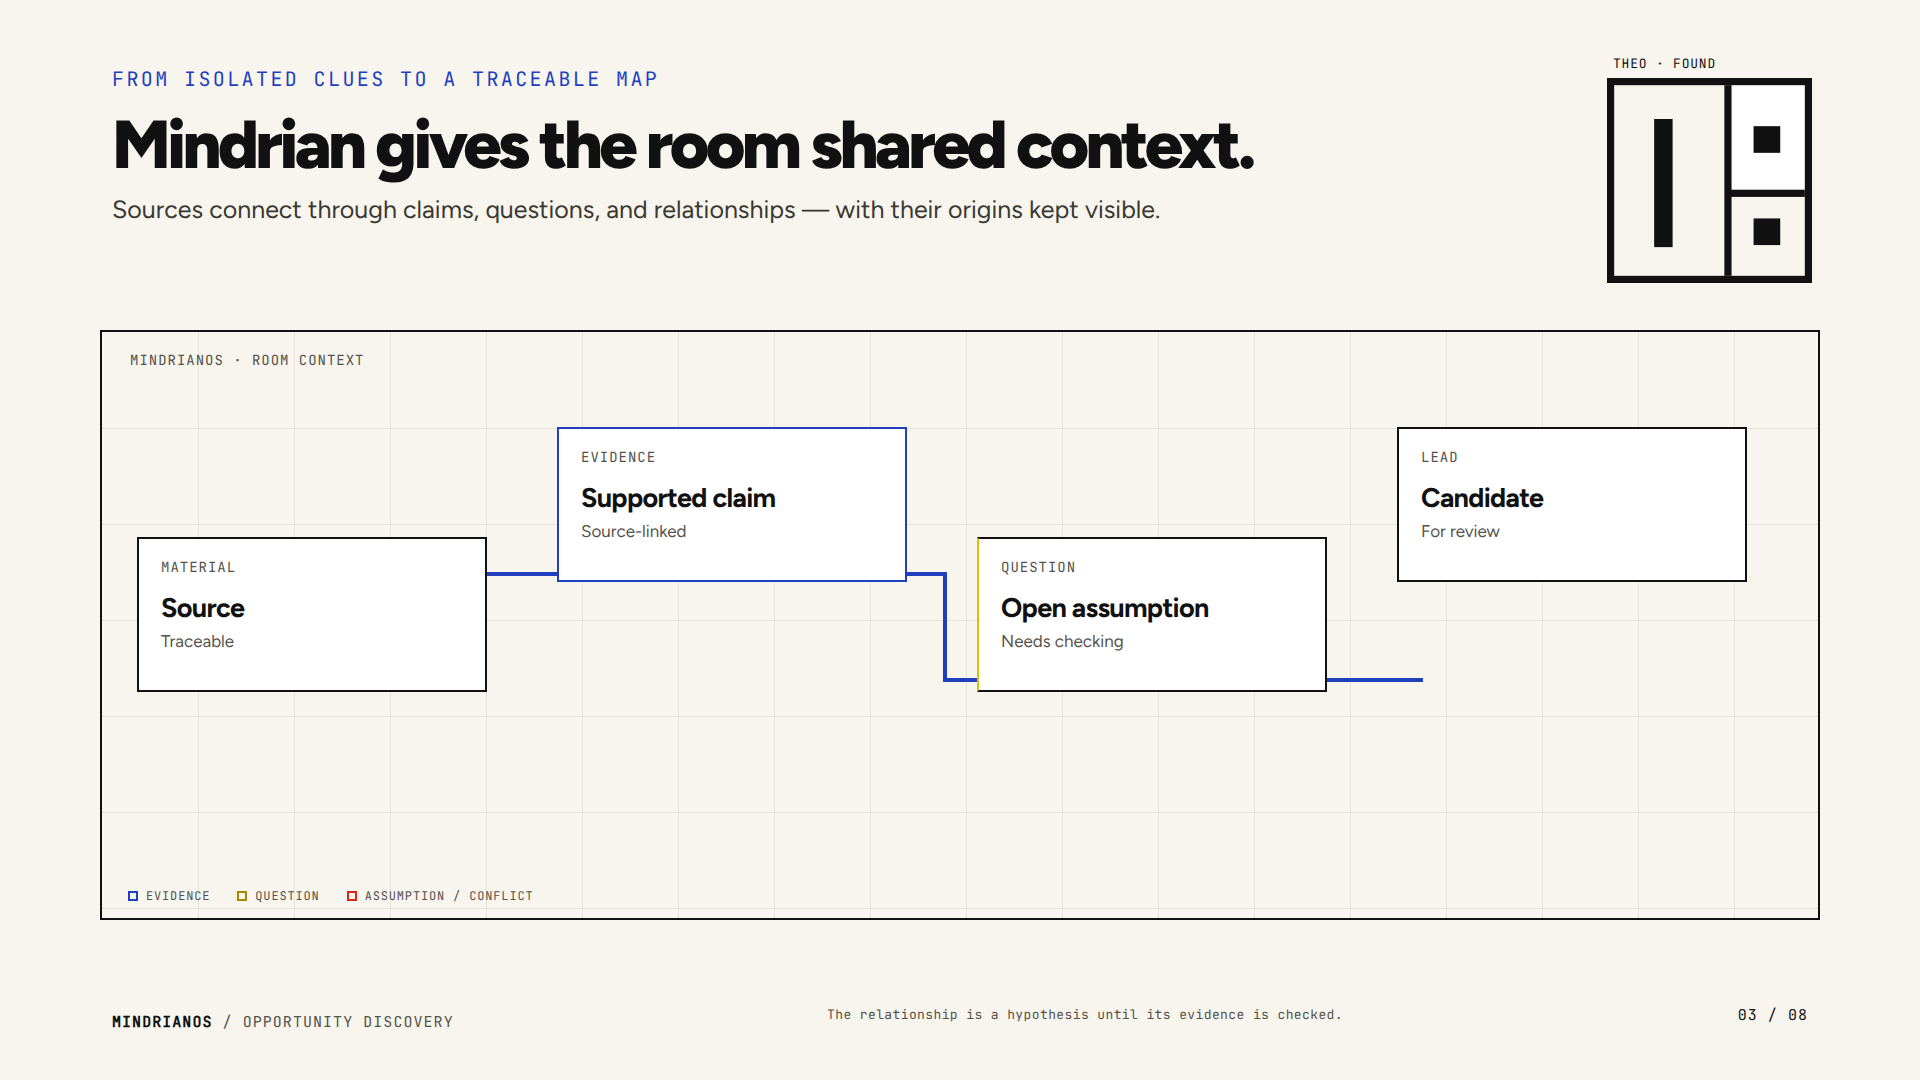 FROM ISOLATED CLUES TO A TRACEABLE MAP
THEO · FOUND
Mindrian gives the room shared context.
Sources connect through claims, questions, and relationships — with their origins kept visible.
MINDRIANOS · ROOM CONTEXT
MATERIAL
Source
Traceable
EVIDENCE
Supported claim
Source-linked
QUESTION
Open assumption
Needs checking
LEAD
Candidate
For review
EVIDENCE
QUESTION
ASSUMPTION / CONFLICT
MINDRIANOS / OPPORTUNITY DISCOVERY
The relationship is a hypothesis until its evidence is checked.
03 / 08